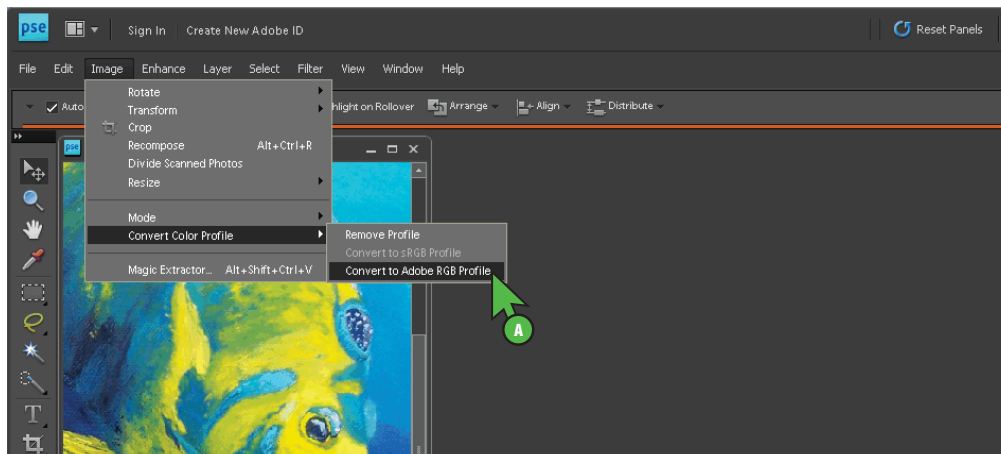 pse Sign In Create New Adobe ID Reset Panels
File Edit Image Enhance Layer Select Filter View Window Help
Auto hlight on Rollover Arrange Align Distribute
Rotate
Transform
Crop
Recompose Alt+Ctrl+R
Divide Scanned Photos
Resize
Mode
Convert Color Profile
Magic Extractor... Alt+Shift+Ctrl+V
pse
Remove Profile
Convert to sRGB Profile
Convert to Adobe RGB Profile
A
T